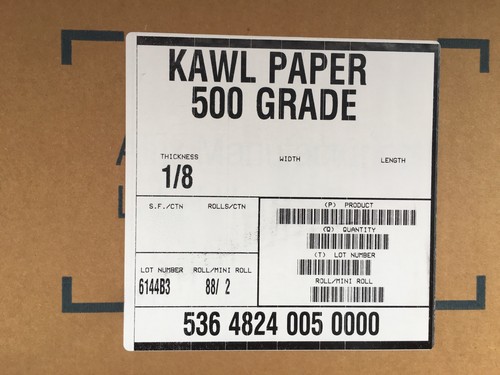 KAWL PAPER
500 GRADE
THICKNESS WIDTH LENGTH
1/8
S.F./CTN ROLLS/CTN
(P) PRODUCT
(Q) QUANTITY
(T) LOT NUMBER
LOT NUMBER ROLL/MINI ROLL
ROLL/MINI ROLL
6144B3 88/ 2
536 4824 005 0000